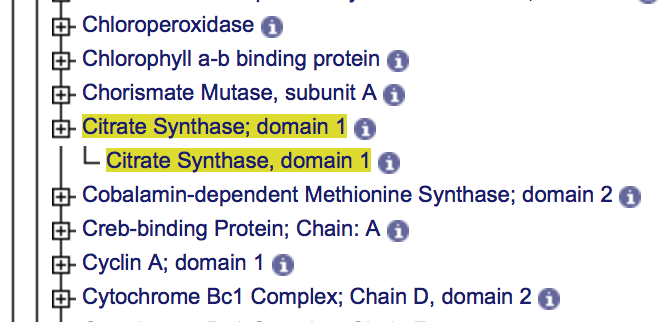 Chloroperoxidase
Chlorophyll a-b binding protein
Chorismate Mutase, subunit A
Citrate Synthase; domain 1
Citrate Synthase, domain 1
Cobalamin-dependent Methionine Synthase; domain 2
Creb-binding Protein; Chain: A
Cyclin A; domain 1
Cytochrome Bc1 Complex; Chain D, domain 2